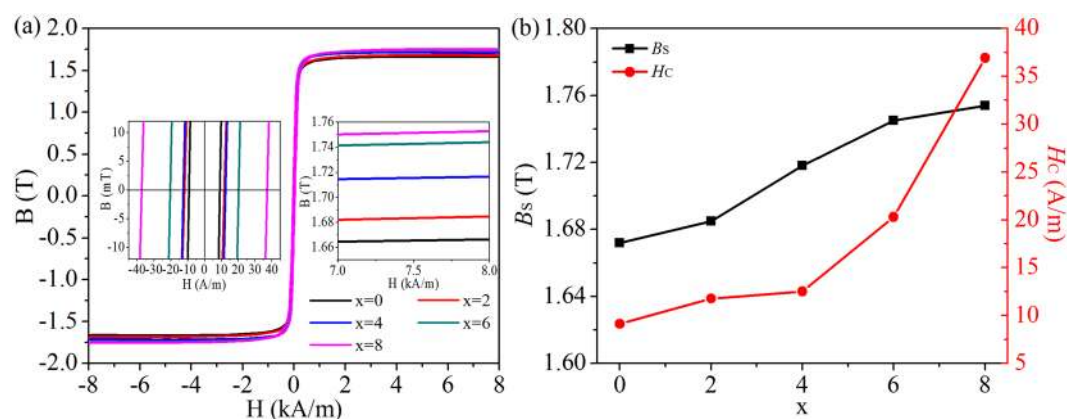 (a)
2.0
1.5
1.0
0.5
0.0
-0.5
-1.0
-1.5
-2.0
B (T)
-8 -6 -4 -2 0 2 4 6 8
H (kA/m)
10
5
0
-5
-10
B (mT)
-40 -30 -20 -10 0 10 20 30 40
H (A/m)
1.76
1.74
1.72
1.70
1.68
1.66
B (T)
7.0 7.5 8.0
H (kA/m)
x=0 x=2
x=4 x=6
x=8
(b)
1.80
1.76
1.72
1.68
1.64
1.60
Bs (T)
Bs
Hc
0 2 4 6 8
x
40
35
30
25
20
15
10
5
Hc (A/m)